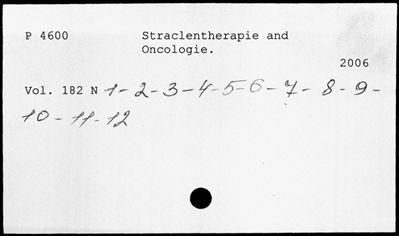 P 4600 Straclentherapie and
Oncologie.
2006
Vol. 182 N 1-2-3-4-5-6-7-8-9-
10-11-12